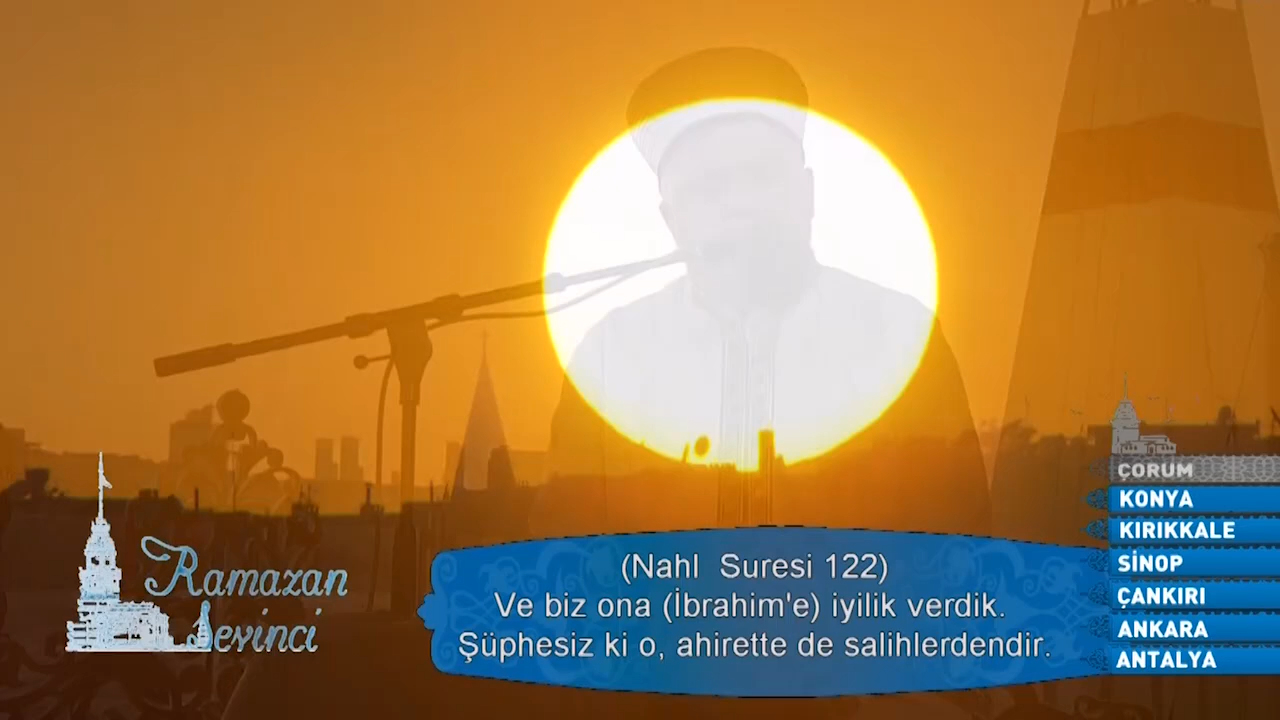 Ramazan
Sevinci
(Nahl Suresi 122)
Ve biz ona (İbrahim'e) iyilik verdik.
Şüphesiz ki o, ahirette de salihlerdendir.
ÇORUM
KONYA
KIRIKKALE
SİNOP
ÇANKIRI
ANKARA
ANTALYA